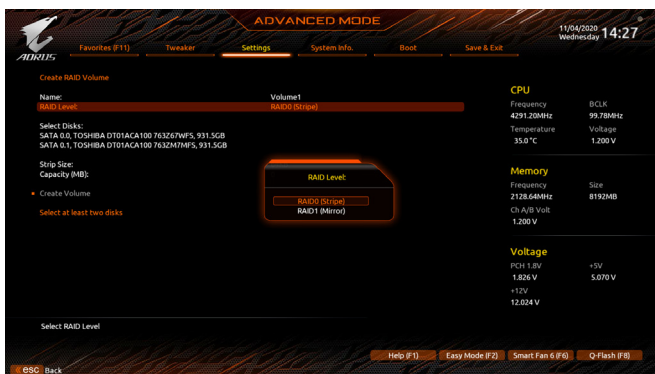 ADVANCED MODE
11/04/2020 Wednesday 14:27
AORUS
Favorites (F11) Tweaker Settings System Info. Boot Save & Exit
Create RAID Volume
Name: Volume1
RAID Level: RAID0 (Stripe)
Select Disks:
SATA 0.0, TOSHIBA DT01ACA100 763Z67WFS, 931.5GB
SATA 0.1, TOSHIBA DT01ACA100 763ZM7MFS, 931.5GB
Strip Size:
Capacity (MB):
Create Volume
Select at least two disks
RAID Level:
RAID0 (Stripe)
RAID1 (Mirror)
CPU
Frequency BCLK
4291.20MHz 99.78MHz
Temperature Voltage
35.0 °C 1.200 V
Memory
Frequency Size
2128.64MHz 8192MB
Ch A/B Volt
1.200 V
Voltage
PCH 1.8V +5V
1.826 V 5.070 V
+12V
12.024 V
Select RAID Level
Help (F1) Easy Mode (F2) Smart Fan 6 (F6) Q-Flash (F8)
esc Back